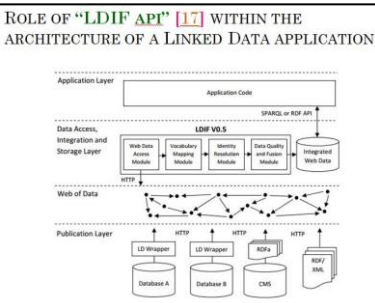 ROLE OF “LDIF API” [17] WITHIN THE
ARCHITECTURE OF A LINKED DATA APPLICATION
Application Layer
Application Code
SPARQL or RDF API
Data Access,
Integration and
Storage Layer
LDIF V0.5
Web Data
Access
Module
Vocabulary
Mapping
Module
Identity
Resolution
Module
Data Quality
and Fusion
Module
Integrated
Web Data
HTTP
Web of Data
Publication Layer
HTTP
HTTP
HTTP
LD Wrapper
LD Wrapper
RDFa
RDF/
XML
Database A
Database B
CMS